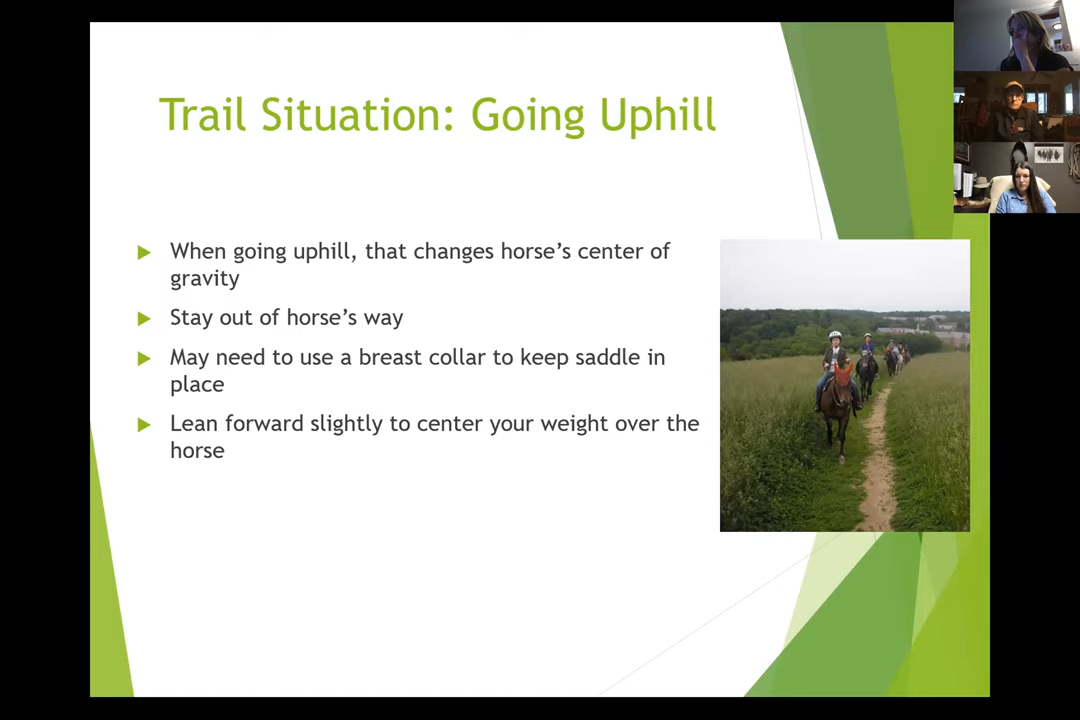 Trail Situation: Going Uphill
When going uphill, that changes horse’s center of
gravity
Stay out of horse’s way
May need to use a breast collar to keep saddle in
place
Lean forward slightly to center your weight over the
horse